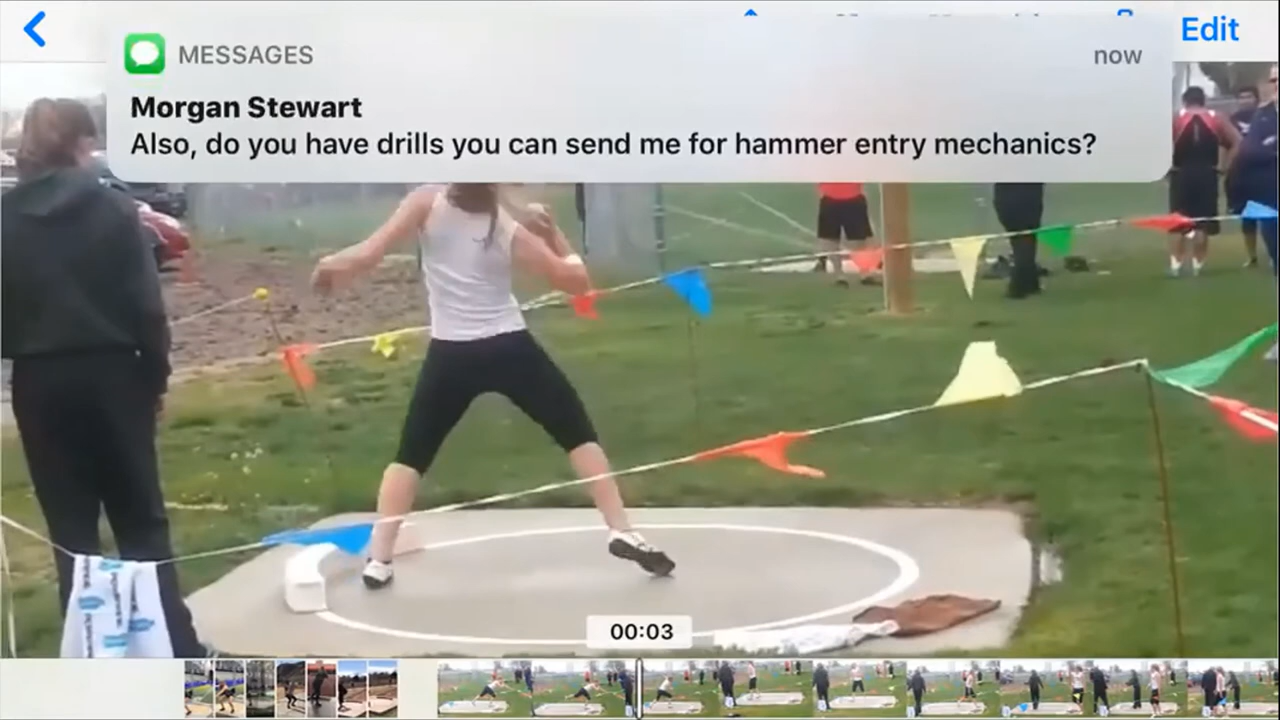 Edit
MESSAGES
now
Morgan Stewart
Also, do you have drills you can send me for hammer entry mechanics?
00:03